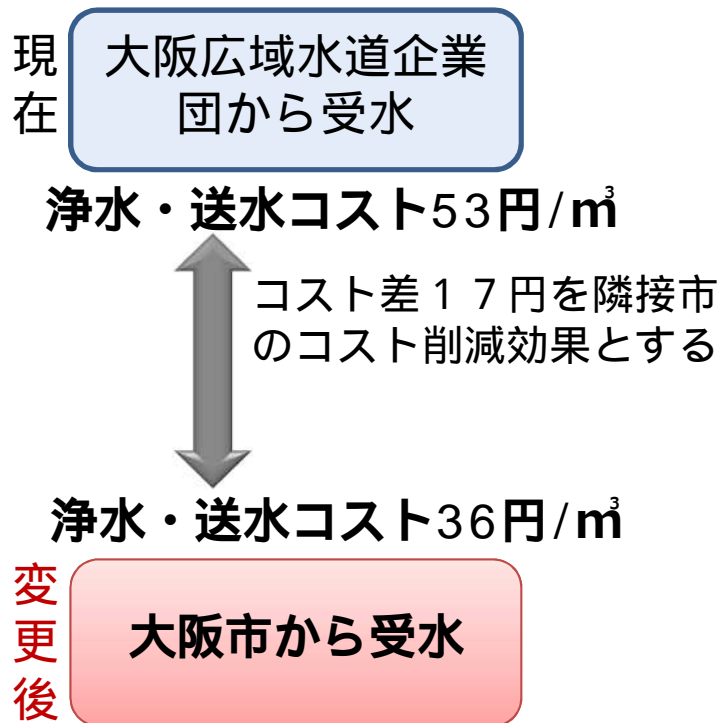 現在
大阪広域水道企業
団から受水
浄水・送水コスト53円/㎥
コスト差１７円を隣接市
のコスト削減効果とする
浄水・送水コスト36円/㎥
変更後
大阪市から受水